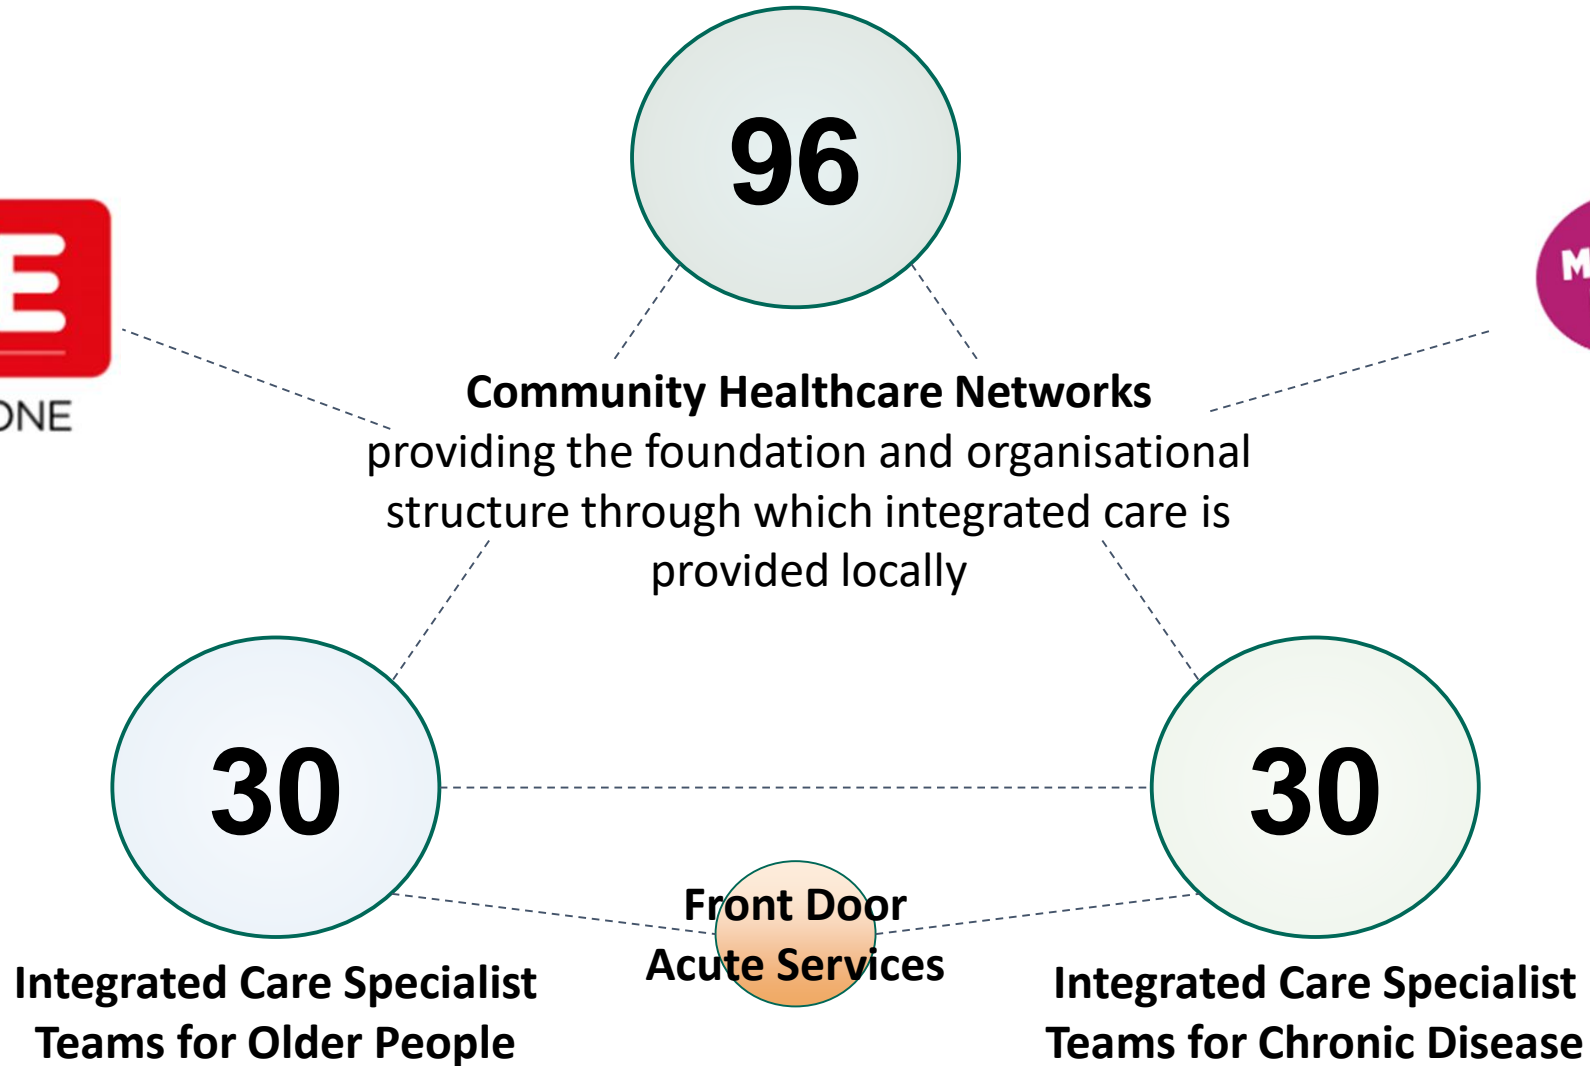 96
E
ONE
M
Community Healthcare Networks
providing the foundation and organisational
structure through which integrated care is
provided locally
30
30
Front Door
Acute Services
Integrated Care Specialist
Teams for Older People
Integrated Care Specialist
Teams for Chronic Disease